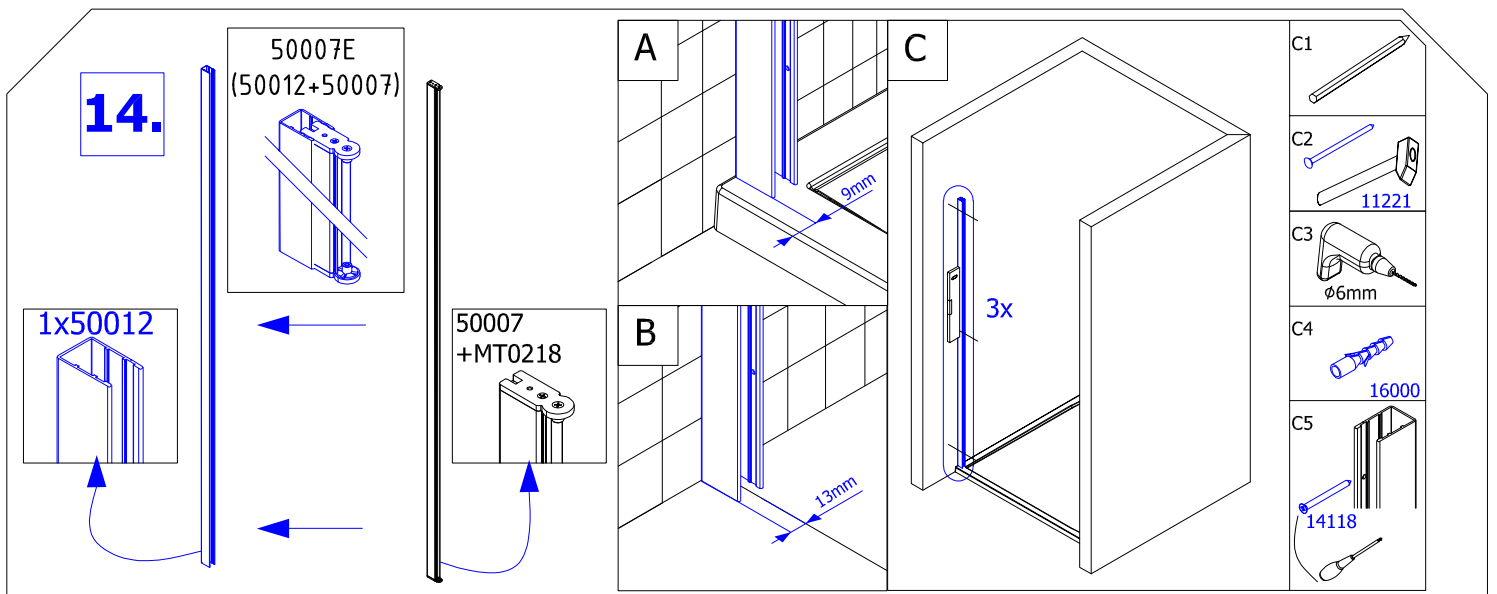 14.
50007E
(50012+50007)
1x50012
50007
+MT0218
A
9mm
B
13mm
C
3x
C1
C2
11221
C3
ϕ6mm
C4
16000
C5
14118